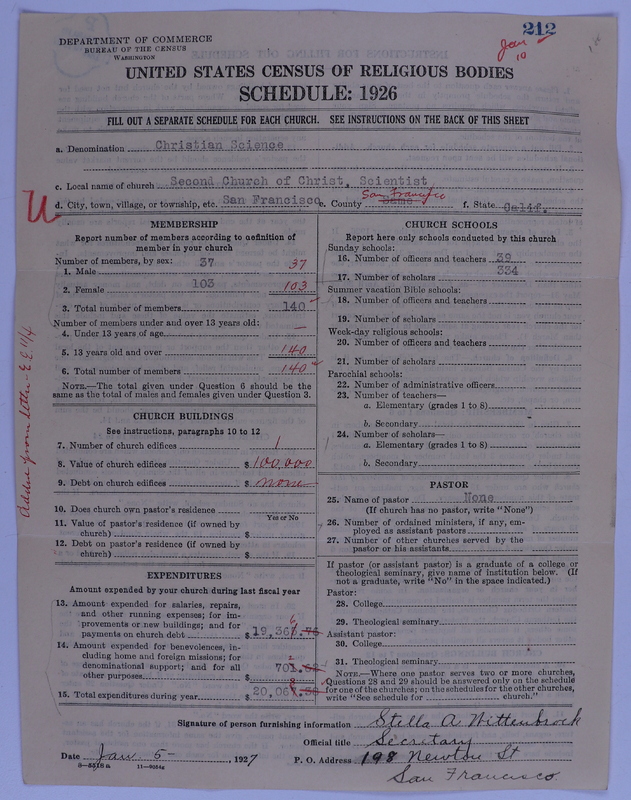 DEPARTMENT OF COMMERCE
BUREAU OF THE CENSUS
WASHINGTON
212
Jan
10
UNITED STATES CENSUS OF RELIGIOUS BODIES
SCHEDULE: 1926
FILL OUT A SEPARATE SCHEDULE FOR EACH CHURCH. SEE INSTRUCTIONS ON THE BACK OF THIS SHEET
a. Denomination Christian Science
c. Local name of church Second Church of Christ, Scientist
d. City, town, village, or township, etc. San Francisco e. County San Francisco f. State Calif.
MEMBERSHIP
Report number of members according to definition of
member in your church
Number of members, by sex: 37
1. Male 37
103
2. Female 103
3. Total number of members 140
Number of members under and over 13 years old:
4. Under 13 years of age —
5. 13 years old and over 140
6. Total number of members 140
NOTE.—The total given under Question 6 should be the
same as the total of males and females given under Question 3.
CHURCH BUILDINGS
See instructions, paragraphs 10 to 12
7. Number of church edifices 1
8. Value of church edifices $ 100,000
9. Debt on church edifices $ none
10. Does church own pastor's residence
Yes or No
11. Value of pastor's residence (if owned by
church) $
12. Debt on pastor's residence (if owned by
church) $
EXPENDITURES
Amount expended by your church during last fiscal year
13. Amount expended for salaries, repairs,
and other running expenses; for im-
provements or new buildings; and for
payments on church debt $ 19,366
14. Amount expended for benevolences, in-
cluding home and foreign missions; for
denominational support; and for all
other purposes $ 702
15. Total expenditures during year $ 20,068
CHURCH SCHOOLS
Report here only schools conducted by this church
Sunday schools:
16. Number of officers and teachers 39
17. Number of scholars 334
Summer vacation Bible schools:
18. Number of officers and teachers
19. Number of scholars
Week-day religious schools:
20. Number of officers and teachers
21. Number of scholars
Parochial schools:
22. Number of administrative officers
23. Number of teachers—
a. Elementary (grades 1 to 8)
b. Secondary
24. Number of scholars—
a. Elementary (grades 1 to 8)
b. Secondary
PASTOR
25. Name of pastor None
(If church has no pastor, write "None")
26. Number of ordained ministers, if any, em-
ployed as assistant pastors
27. Number of other churches served by the
pastor or his assistants
If pastor (or assistant pastor) is a graduate of a college or
theological seminary, give name of institution below. (If
not a graduate, write "No" in the space indicated.)
Pastor:
28. College
29. Theological seminary
Assistant pastor:
30. College
31. Theological seminary
NOTE.—Where one pastor serves two or more churches,
Questions 28 and 29 should be answered only on the schedule
for one of the churches; on the schedules for the other churches,
write "See schedule for church."
Signature of person furnishing information Stella A. Wittenbrock
Official title Secretary
Date Jan 5—, 1927 P. O. Address 198 Newton St
San Francisco
U
Added from letter